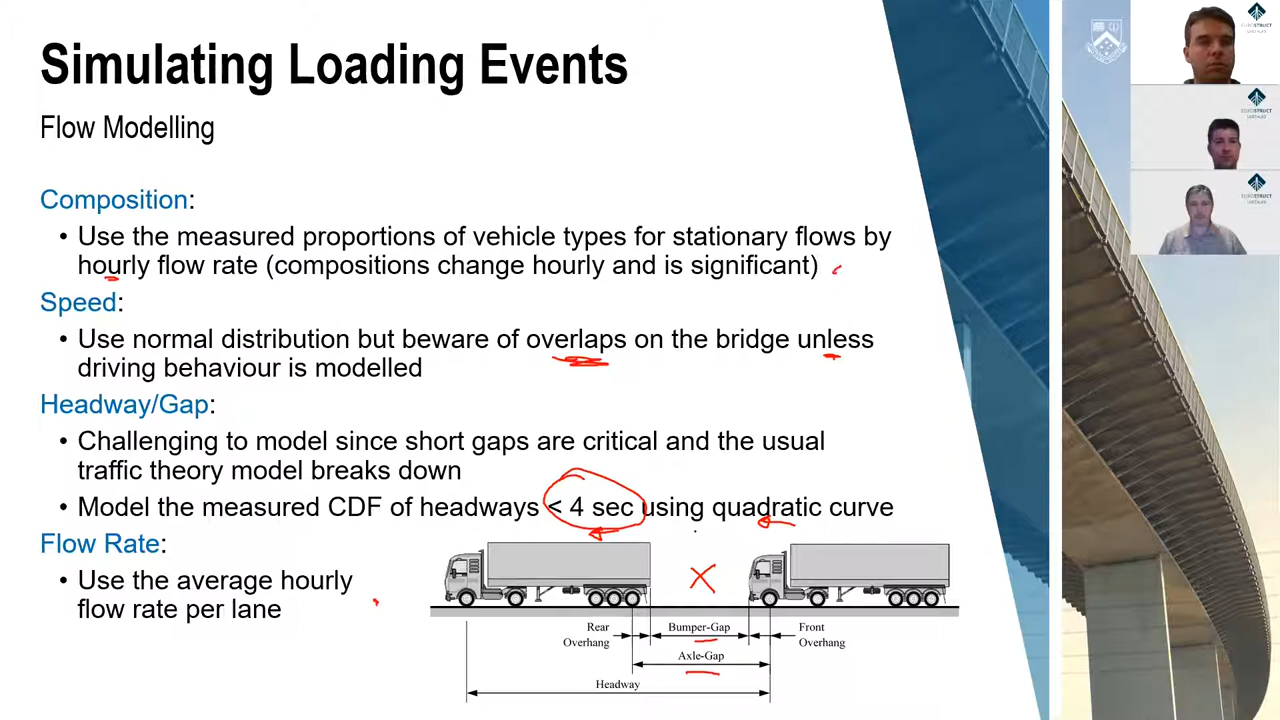 Simulating Loading Events
Flow Modelling
Composition:
• Use the measured proportions of vehicle types for stationary flows by
hourly flow rate (compositions change hourly and is significant)
Speed:
• Use normal distribution but beware of overlaps on the bridge unless
driving behaviour is modelled
Headway/Gap:
• Challenging to model since short gaps are critical and the usual
traffic theory model breaks down
• Model the measured CDF of headways < 4 sec using quadratic curve
Flow Rate:
• Use the average hourly
flow rate per lane
Rear
Overhang
Bumper-Gap
Front
Overhang
Axle-Gap
Headway
EUROSTRUCT
EUROSTRUCT
EUROSTRUCT